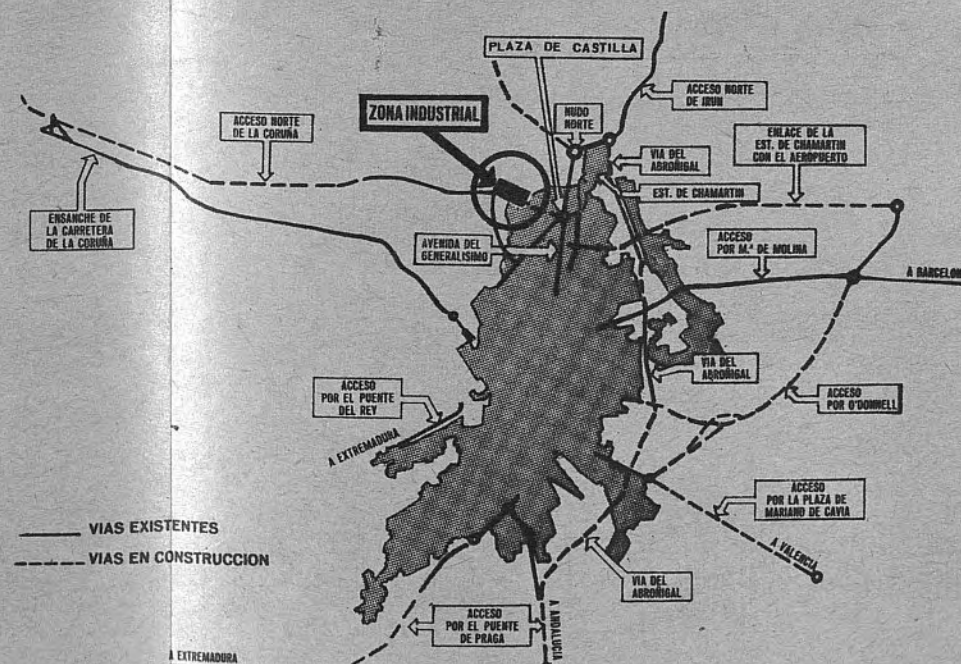 PLAZA DE CASTILLA
ZONA INDUSTRIAL
NUDO
NORTE
ACCESO NORTE
DE IRUN
ACCESO NORTE
DE LA CORUÑA
VIA DEL
ABROÑIGAL
ENLACE DE LA
EST. DE CHAMARTIN
CON EL AEROPUERTO
EST. DE CHAMARTIN
ENSANCHE DE
LA CARRETERA
DE LA CORUÑA
AVENIDA DEL
GENERALISIMO
ACCESO
POR M.ª DE MOLINA
A BARCELON
VIA DEL
ABROÑIGAL
ACCESO
POR EL PUENTE
DEL REY
ACCESO
POR O'DONNELL
A EXTREMADURA
ACCESO
POR LA PLAZA DE
MARIANO DE CAVIA
VIAS EXISTENTES
VIAS EN CONSTRUCCION
A VALENCIA
VIA DEL
ABROÑIGAL
ACCESO
POR EL PUENTE
DE PRAGA
A ANDALUCIA
A EXTREMADURA